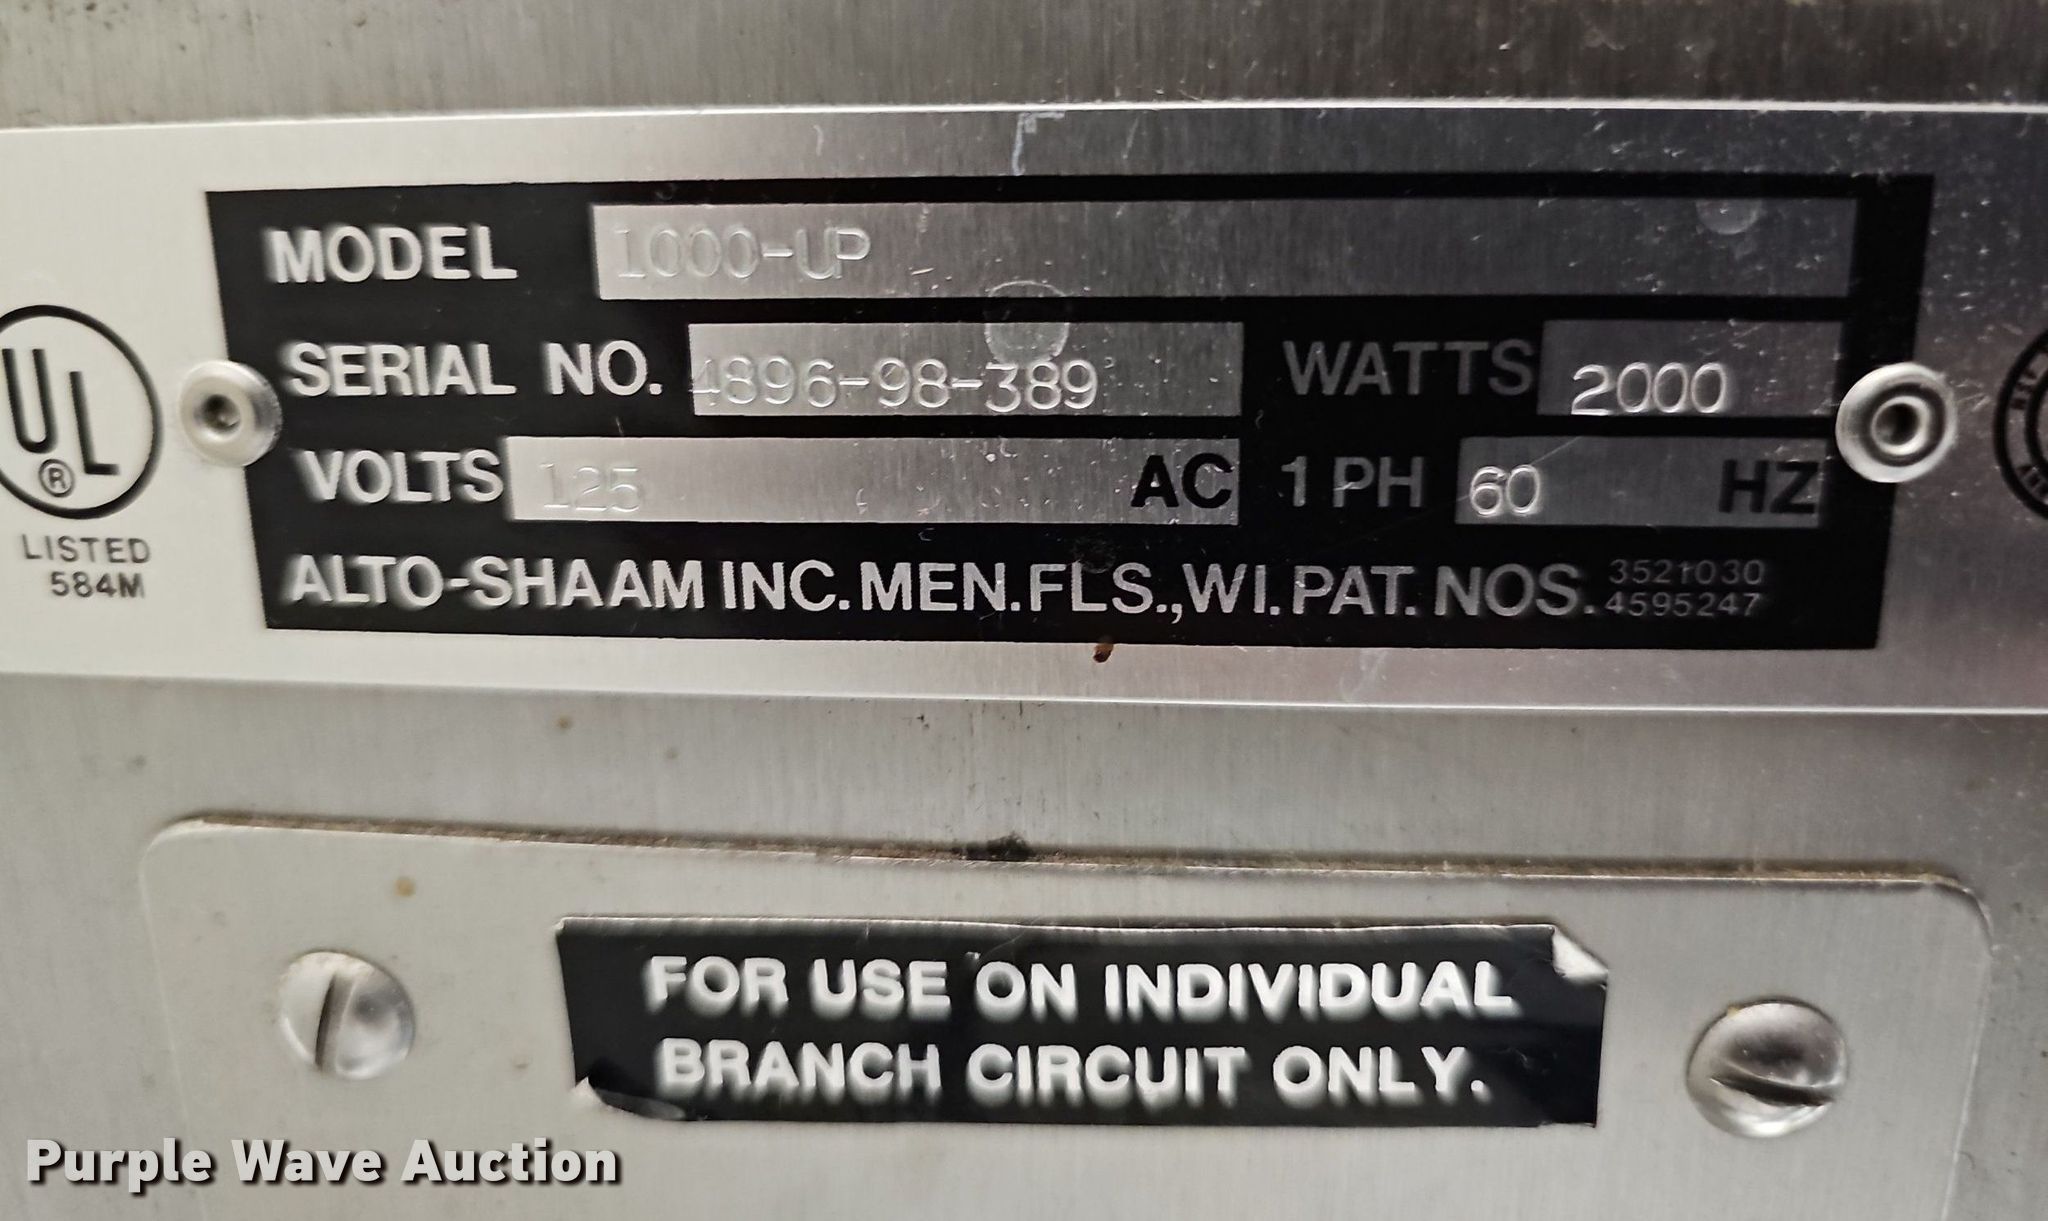 MODEL 1000-UP
SERIAL NO. 4896-98-389 WATTS 2000
VOLTS 125 AC 1 PH 60 HZ
ALTO-SHAAM INC. MEN. FLS., WI. PAT. NOS. 3521030
4595247
UL
®
LISTED
584M
FOR USE ON INDIVIDUAL
BRANCH CIRCUIT ONLY.
Purple Wave Auction